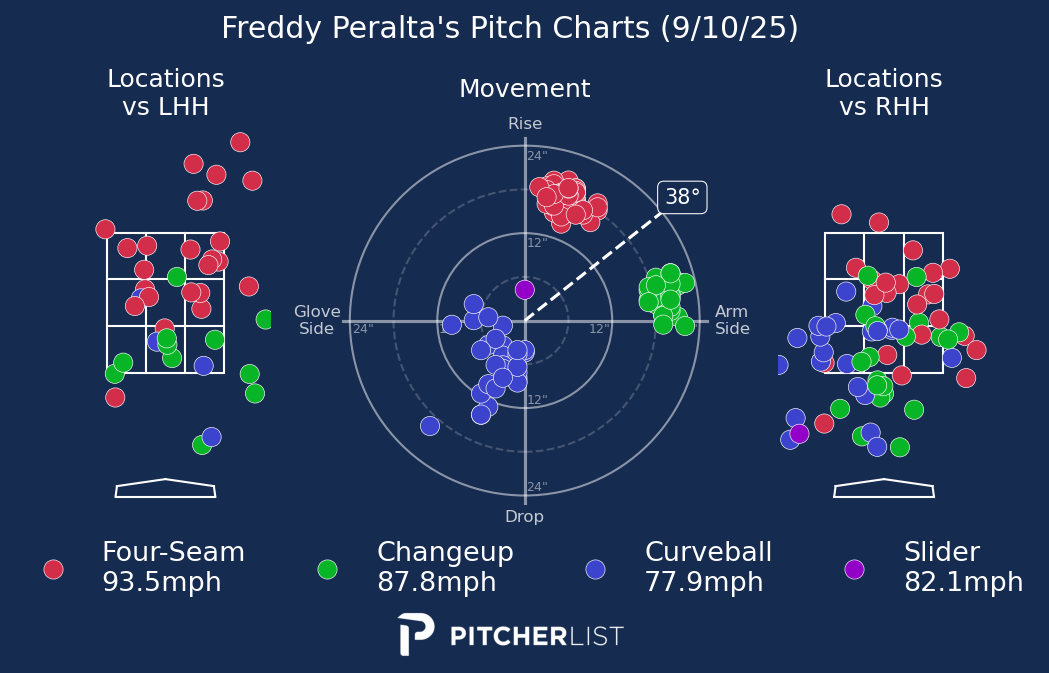 Freddy Peralta's Pitch Charts (9/10/25)
Locations
vs LHH
Movement
Locations
vs RHH
Rise
24"
38°
12"
Glove
Side
24"
12"
Arm
Side
12"
24"
Drop
Four-Seam
93.5mph
Changeup
87.8mph
Curveball
77.9mph
Slider
82.1mph
PITCHERLIST